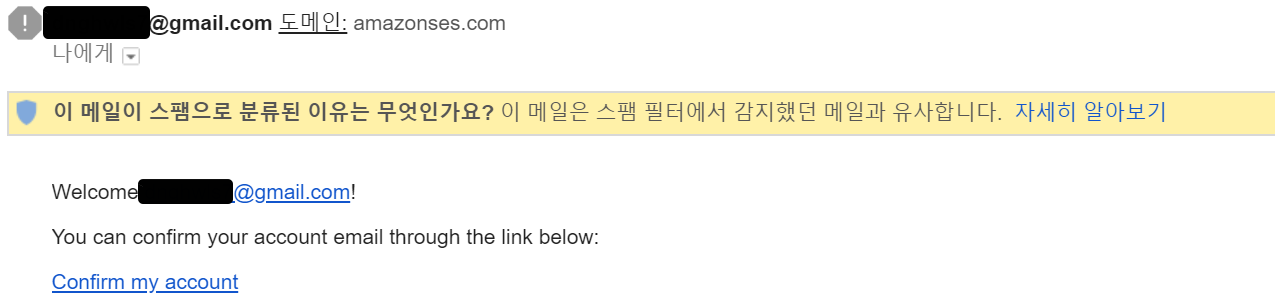 @gmail.com 도메인: amazonses.com
나에게
이 메일이 스팸으로 분류된 이유는 무엇인가요? 이 메일은 스팸 필터에서 감지했던 메일과 유사합니다. 자세히 알아보기
Welcome @gmail.com!
You can confirm your account email through the link below:
Confirm my account